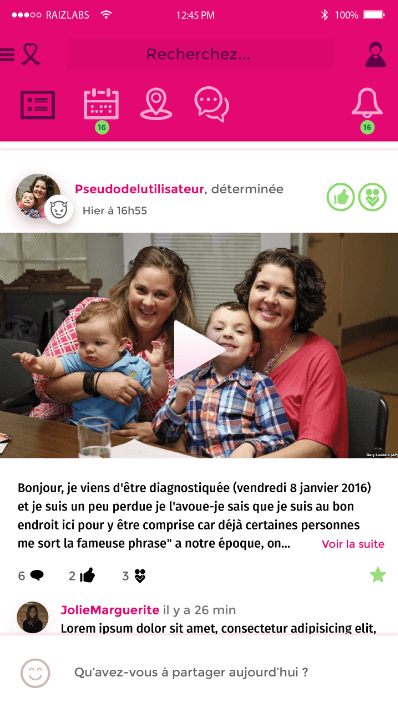 RAIZLABS 12:45 PM 100%
Recherchez...
16 16
Pseudodelutilisateur, déterminée
Hier à 16h55
Gary Landers (AP)
Bonjour, je viens d'être diagnostiquée (vendredi 8 janvier 2016)
et je suis un peu perdue je l'avoue-je sais que je suis au bon
endroit ici pour y être comprise car déjà certaines personnes
me sort la fameuse phrase" a notre époque, on... Voir la suite
6 2 3
JolieMarguerite il y a 26 min
Lorem ipsum dolor sit amet, consectetur adipisicing elit,
Qu'avez-vous à partager aujourd'hui ?